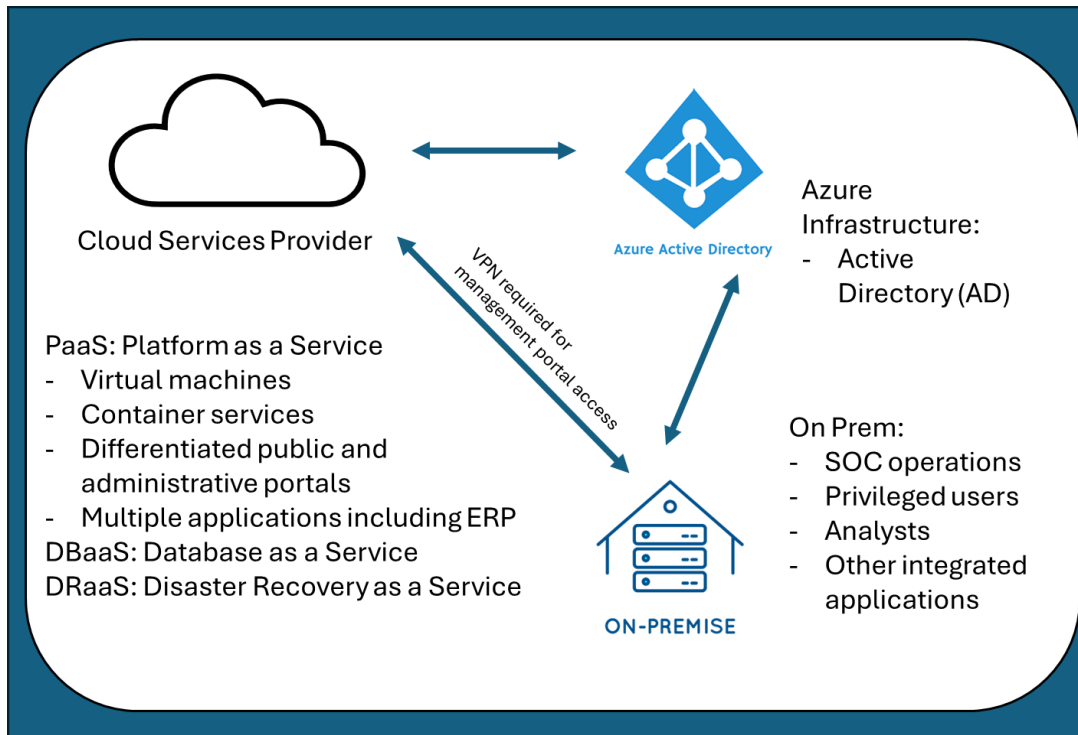 Cloud Services Provider
Azure Active Directory
Azure
Infrastructure:
- Active
Directory (AD)
VPN required for
management portal access
PaaS: Platform as a Service
- Virtual machines
- Container services
- Differentiated public and
administrative portals
- Multiple applications including ERP
DBaaS: Database as a Service
DRaaS: Disaster Recovery as a Service
ON-PREMISE
On Prem:
- SOC operations
- Privileged users
- Analysts
- Other integrated
applications